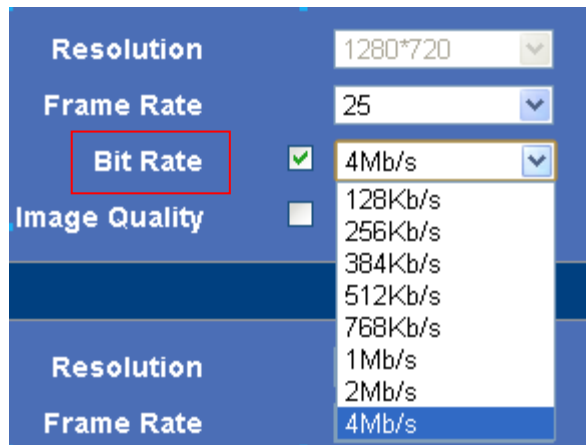 Resolution 1280*720
Frame Rate 25
Bit Rate 4Mb/s
128Kb/s
Image Quality
256Kb/s
384Kb/s
512Kb/s
768Kb/s
1Mb/s
Resolution
2Mb/s
Frame Rate 4Mb/s